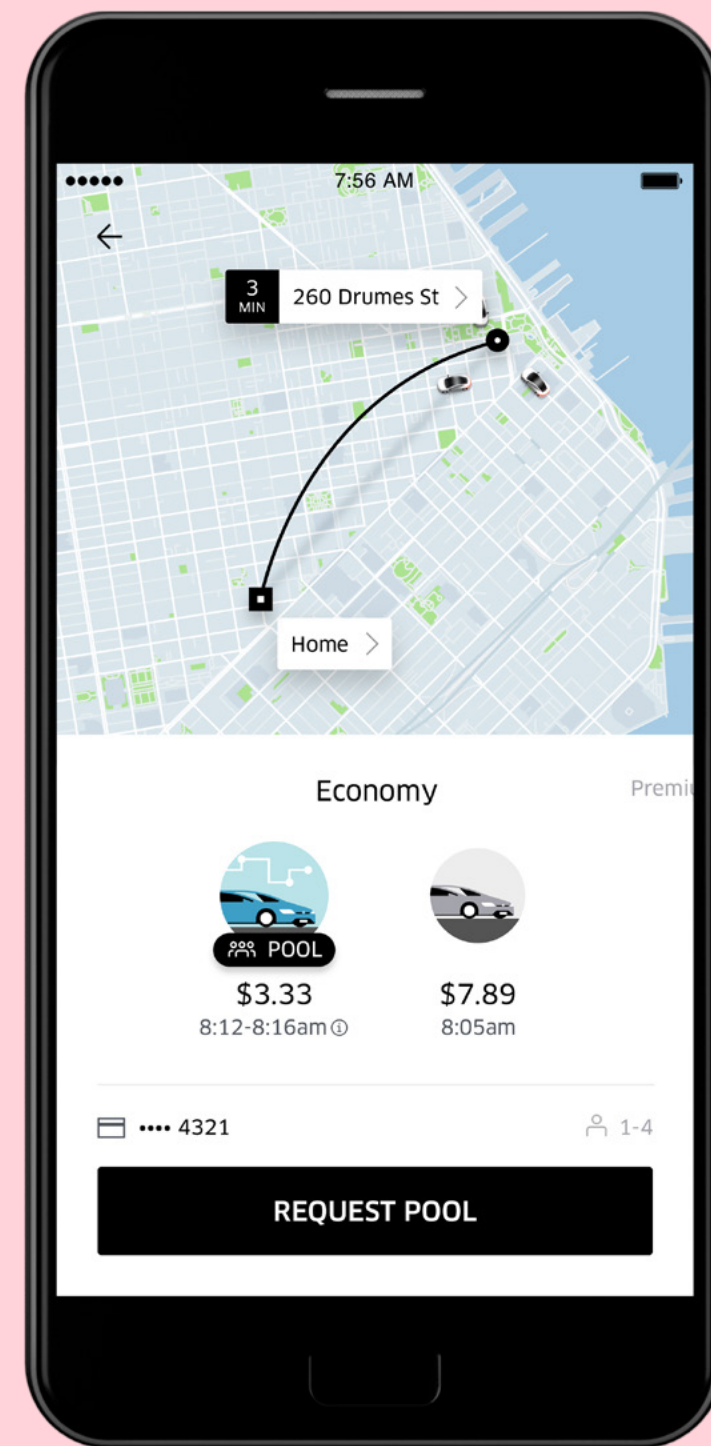 7:56 AM
3 MIN
260 Drumes St
Home
Economy
Premiu
POOL
$3.33
$7.89
8:12-8:16am
8:05am
•••• 4321
1-4
REQUEST POOL